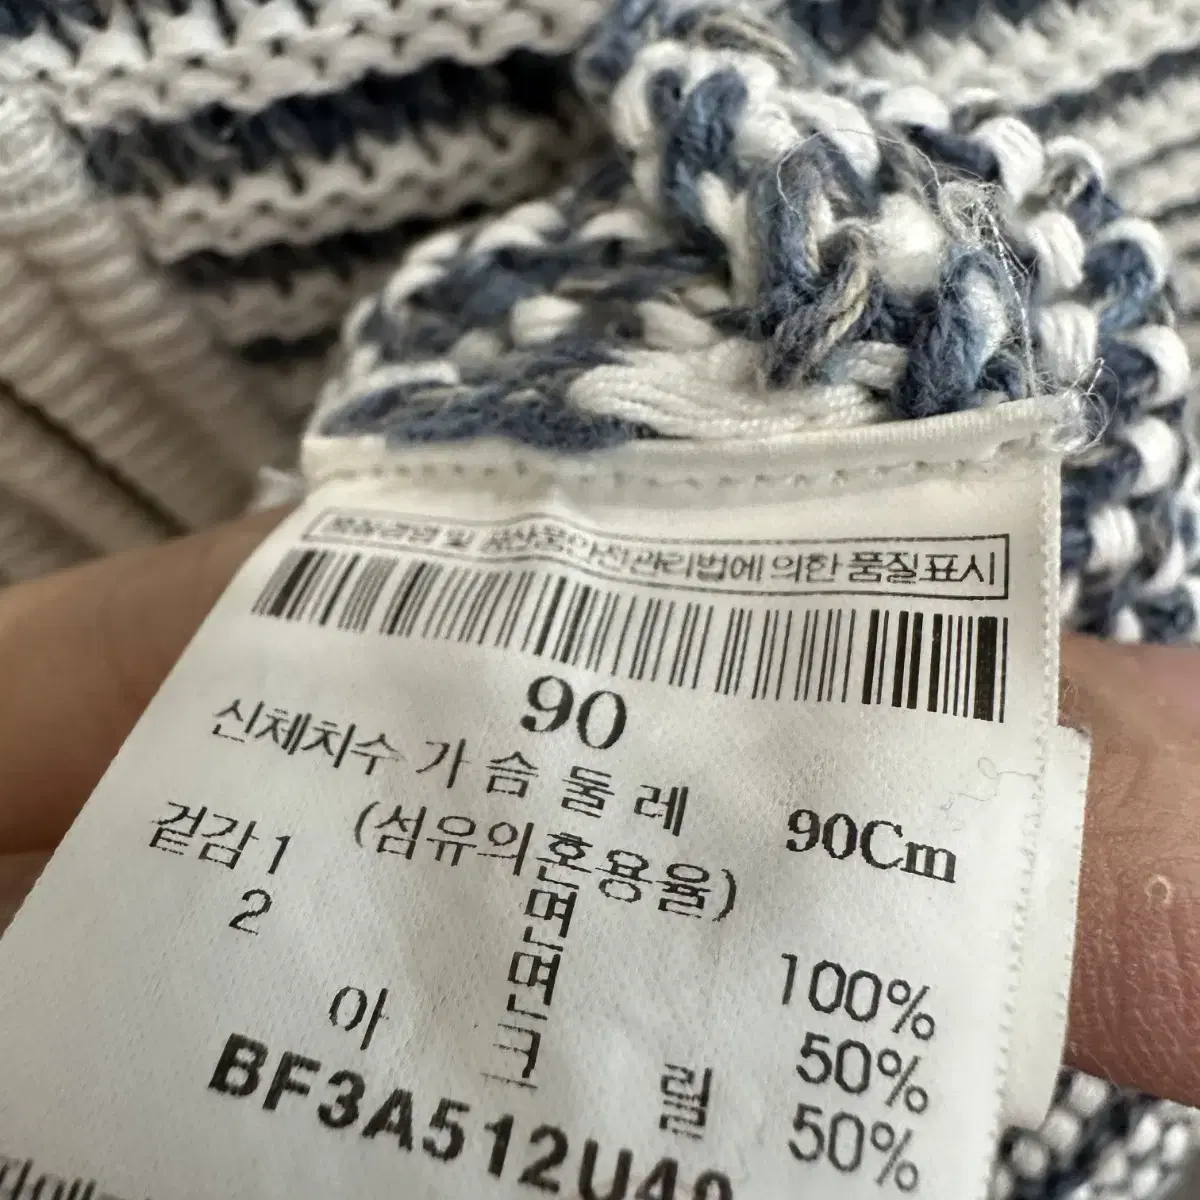 및 관리법에 의한 품질표시
90
신체치수 가 슴 둘 레 90Cm
(섬유의혼용율)
겉감 1 면 100%
2 면 50%
아 크 릴 50%
BF3A512U40